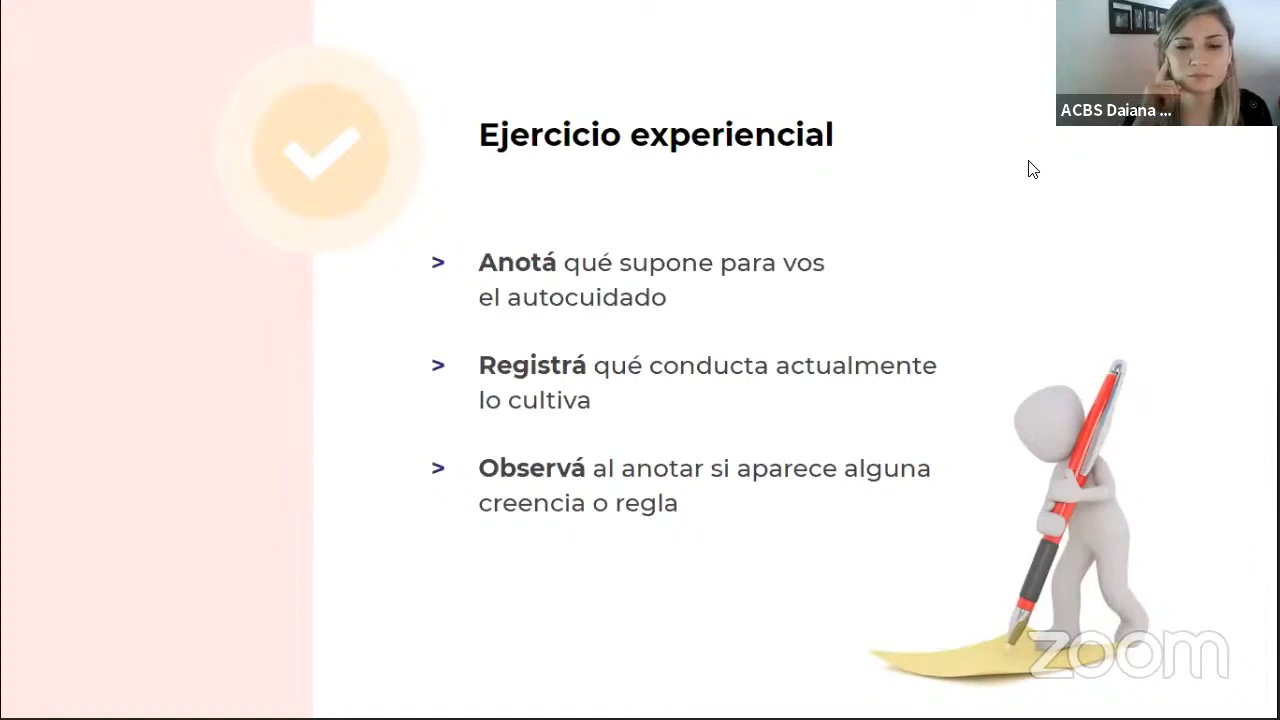 ACBS Daiana ...
Ejercicio experiencial
> Anotá qué supone para vos
el autocuidado
> Registrá qué conducta actualmente
lo cultiva
> Observá al anotar si aparece alguna
creencia o regla
zoom